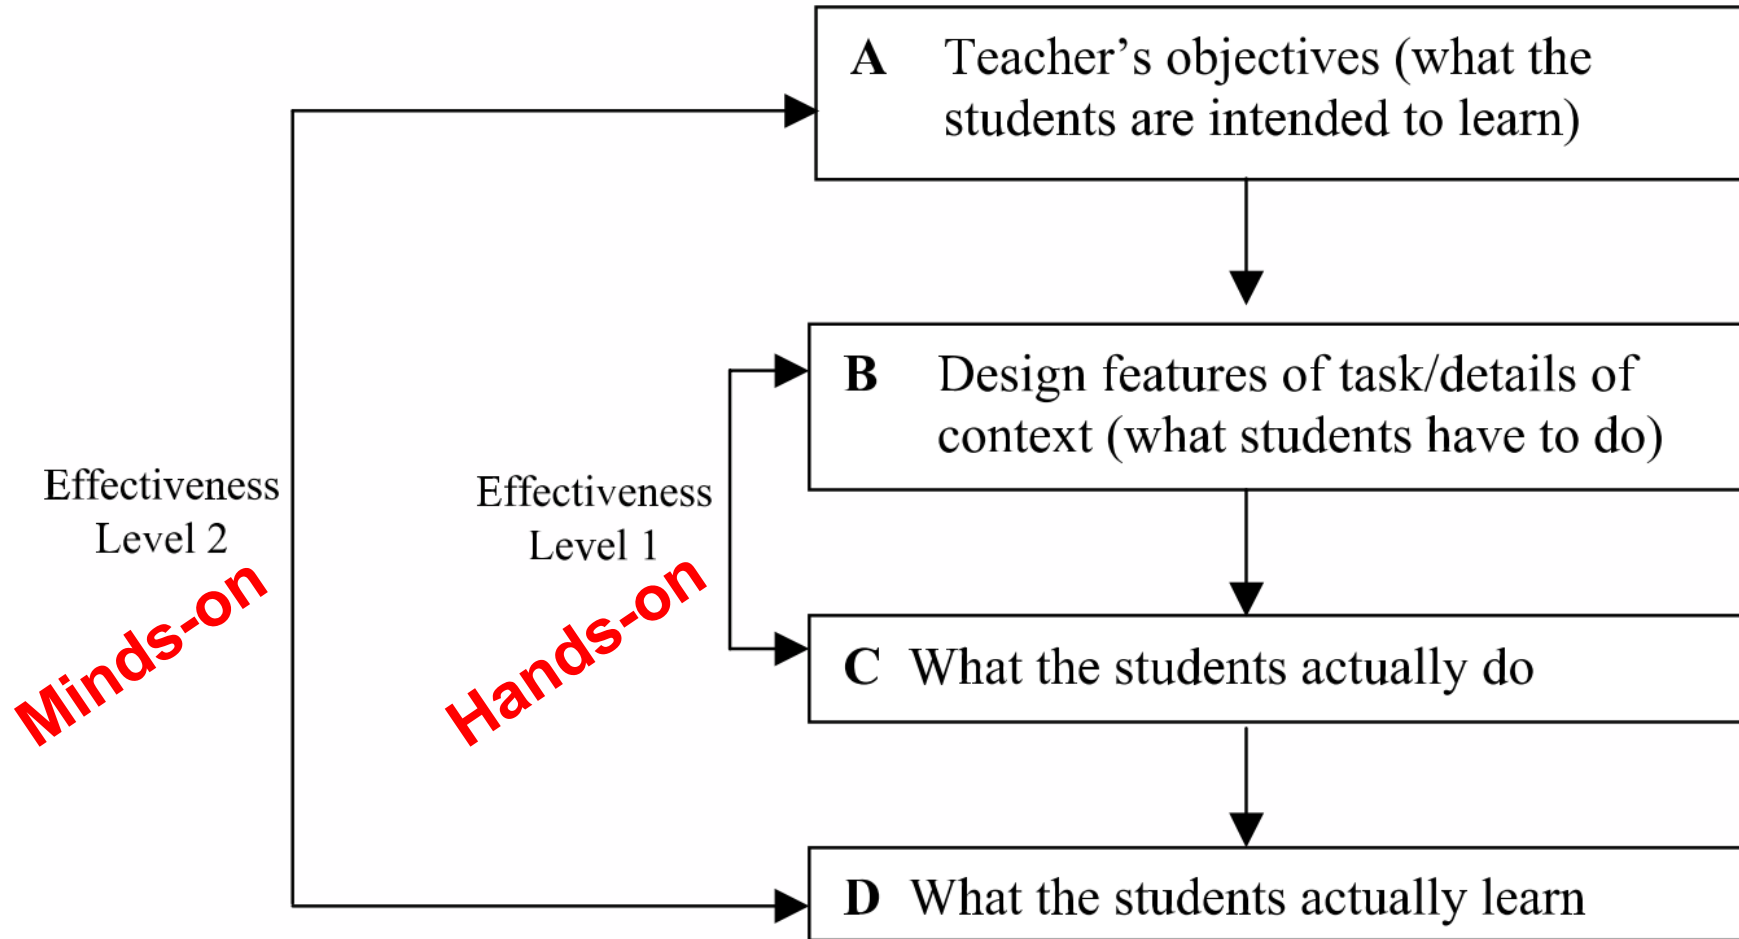 A Teacher’s objectives (what the
students are intended to learn)
B Design features of task/details of
context (what students have to do)
Effectiveness
Level 2
Minds-on
Effectiveness
Level 1
Hands-on
C What the students actually do
D What the students actually learn